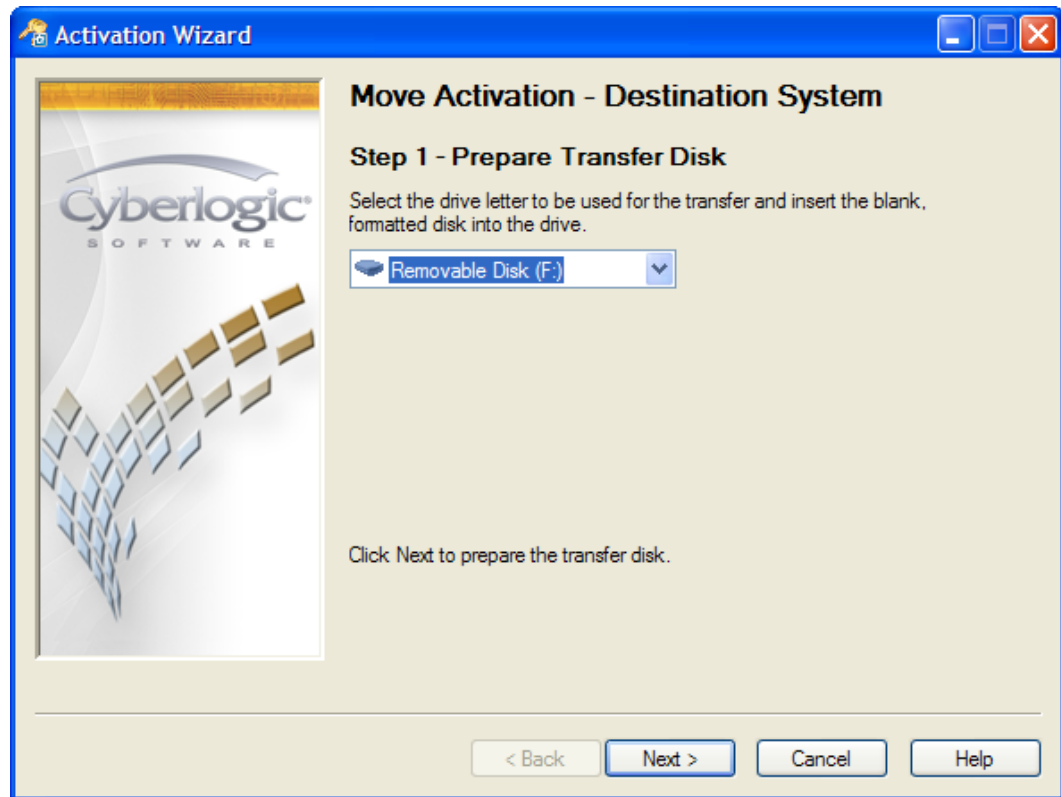 Activation Wizard
Cyberlogic®
SOFTWARE
Move Activation - Destination System
Step 1 - Prepare Transfer Disk
Select the drive letter to be used for the transfer and insert the blank,
formatted disk into the drive.
Removable Disk (F:)
Click Next to prepare the transfer disk.
< Back
Next >
Cancel
Help